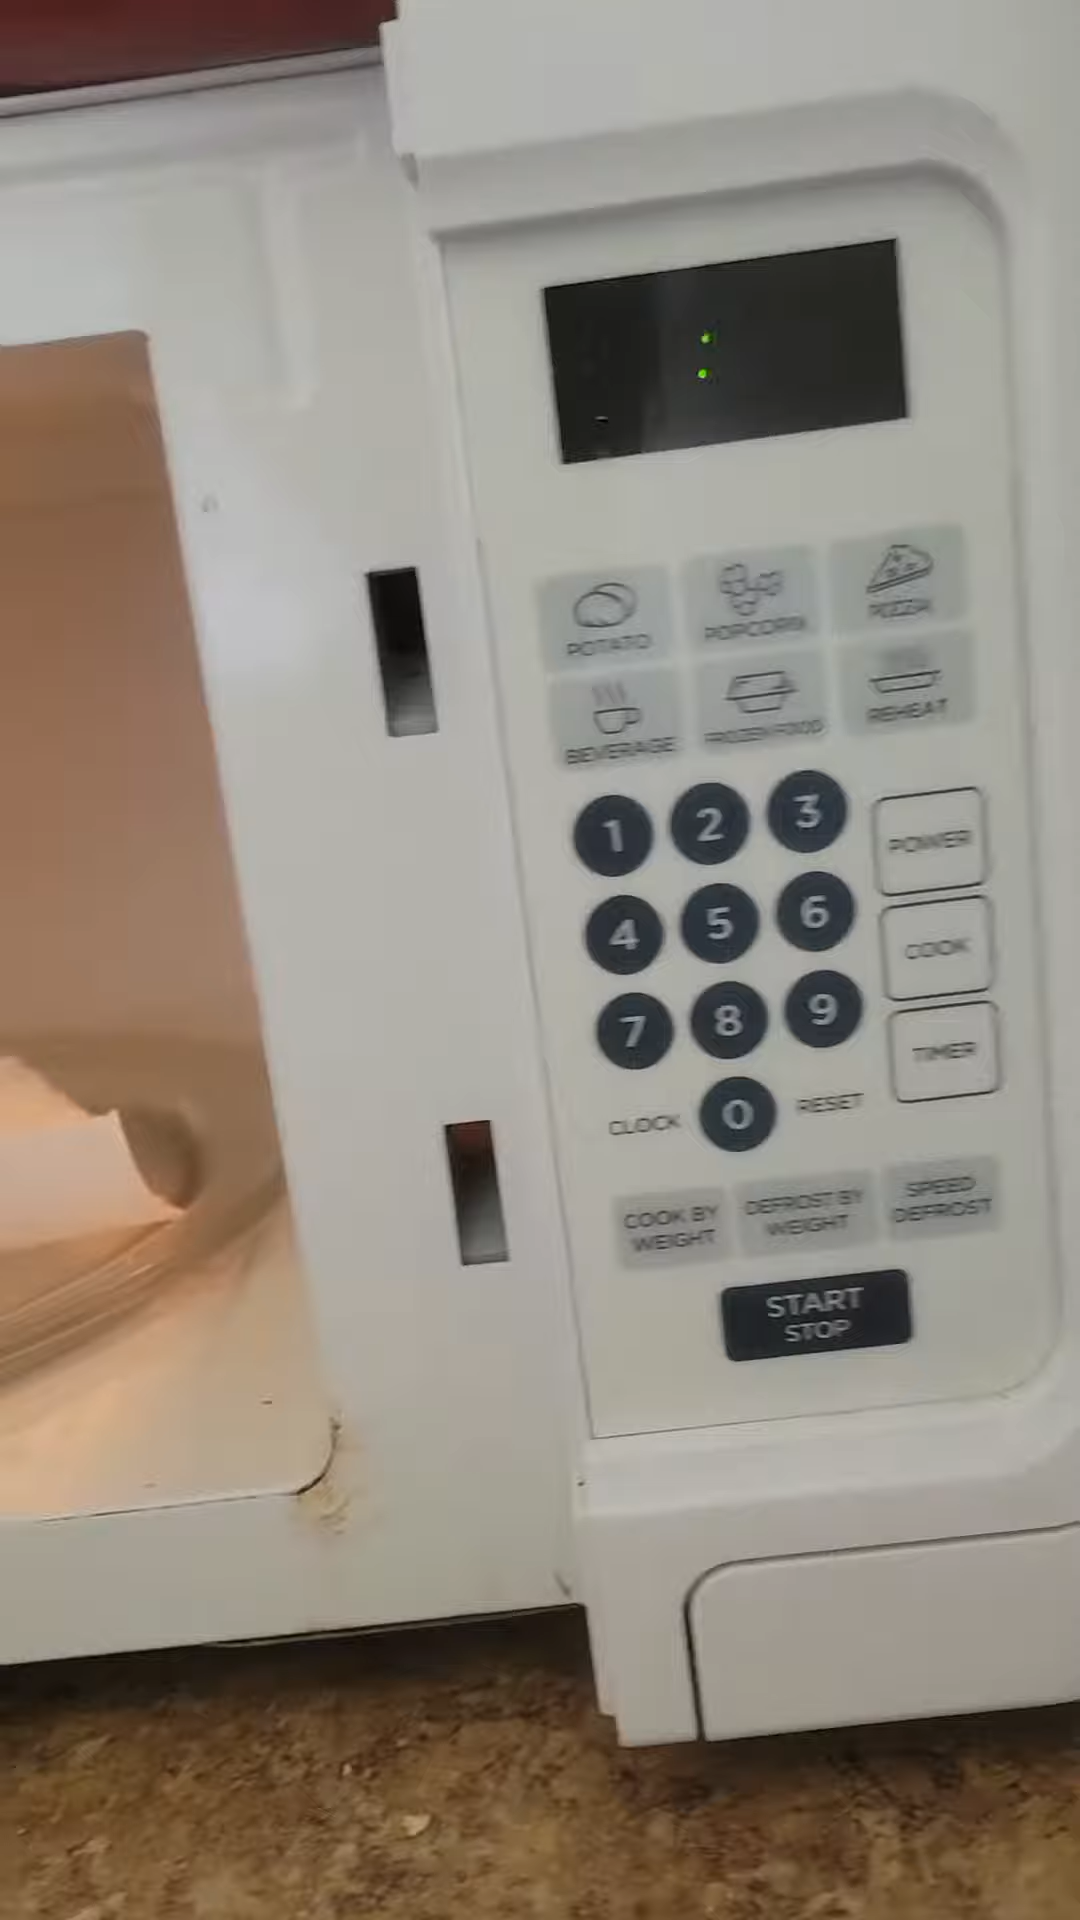 :
POTATO POPCORN PIZZA
BEVERAGE FROZEN FOOD REHEAT
1 2 3 POWER
4 5 6 COOK
7 8 9 TIMER
CLOCK 0 RESET
COOK BY WEIGHT
DEFROST BY WEIGHT
SPEED DEFROST
START
STOP